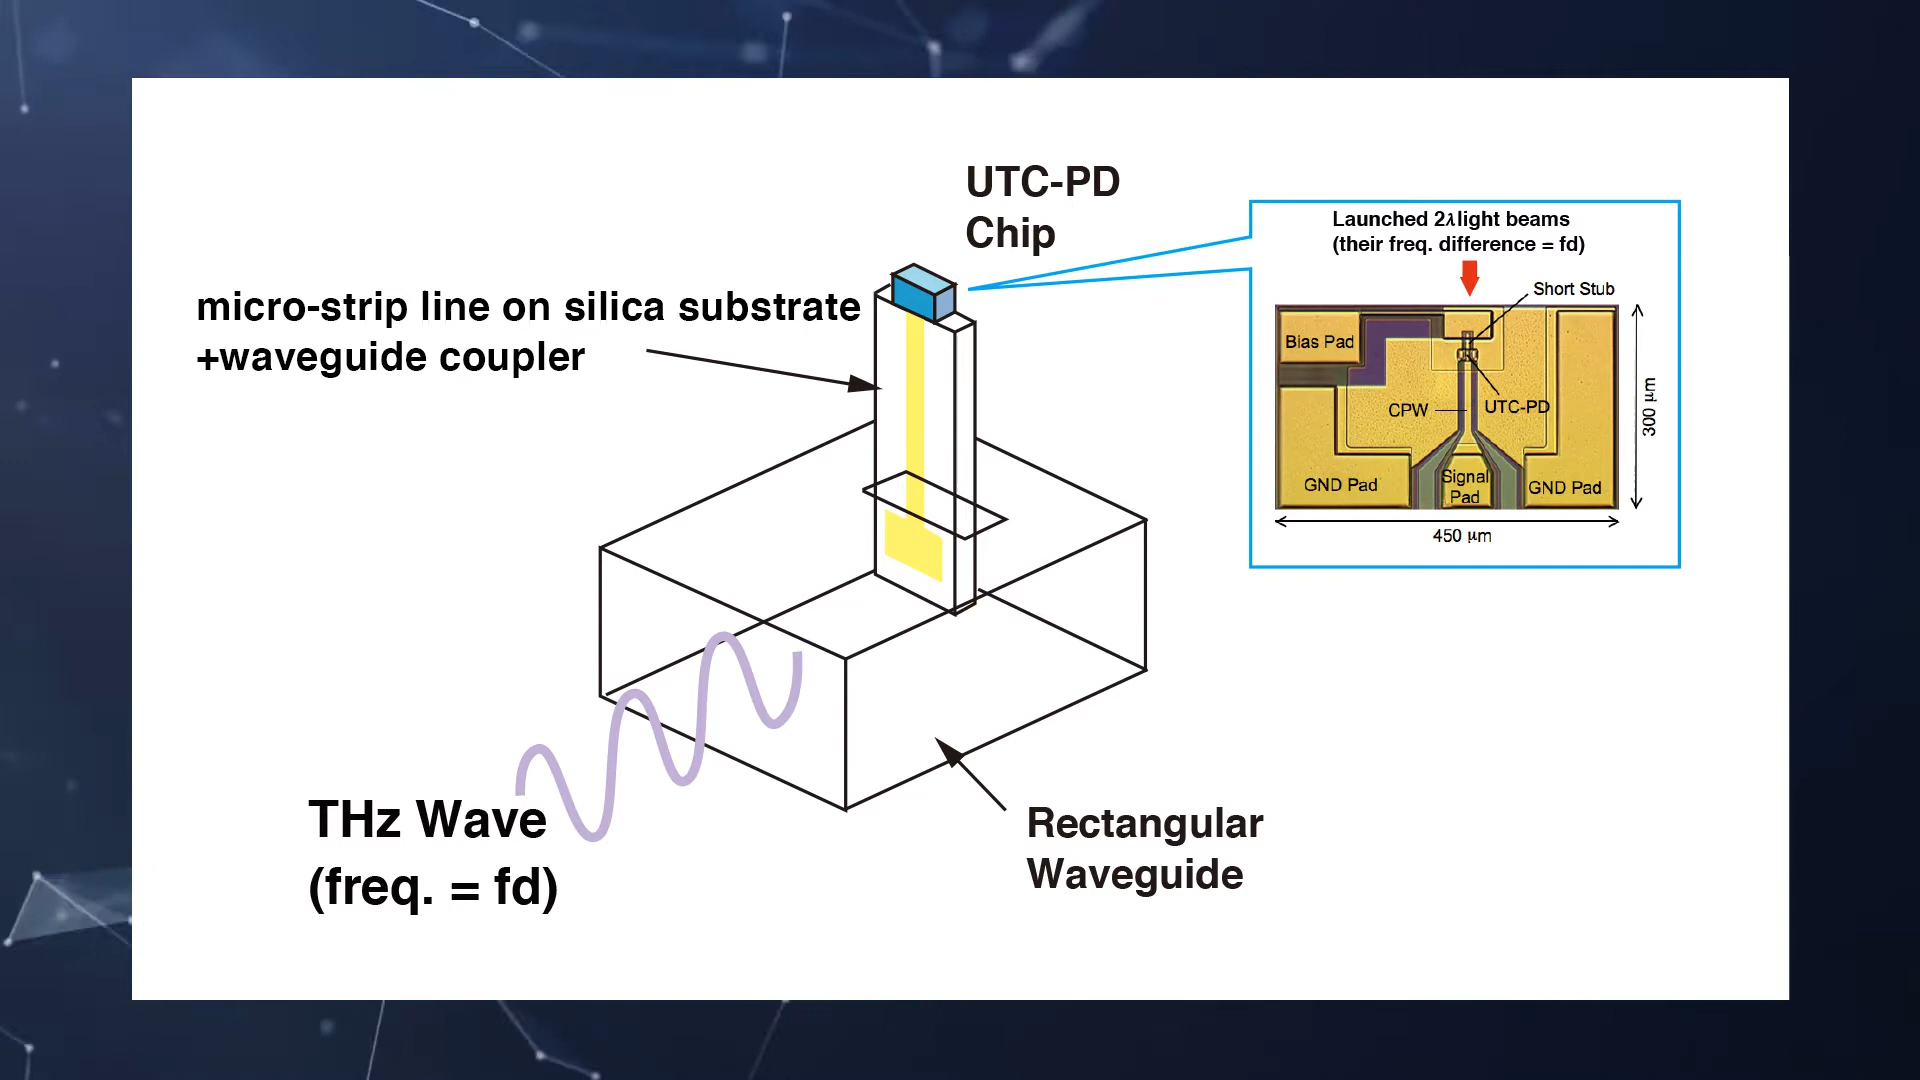 UTC-PD
Chip
micro-strip line on silica substrate
+waveguide coupler
Launched 2λlight beams
(their freq. difference = fd)
Short Stub
Bias Pad
CPW
UTC-PD
GND Pad
Signal
Pad
GND Pad
300 μm
450 μm
THz Wave
(freq. = fd)
Rectangular
Waveguide